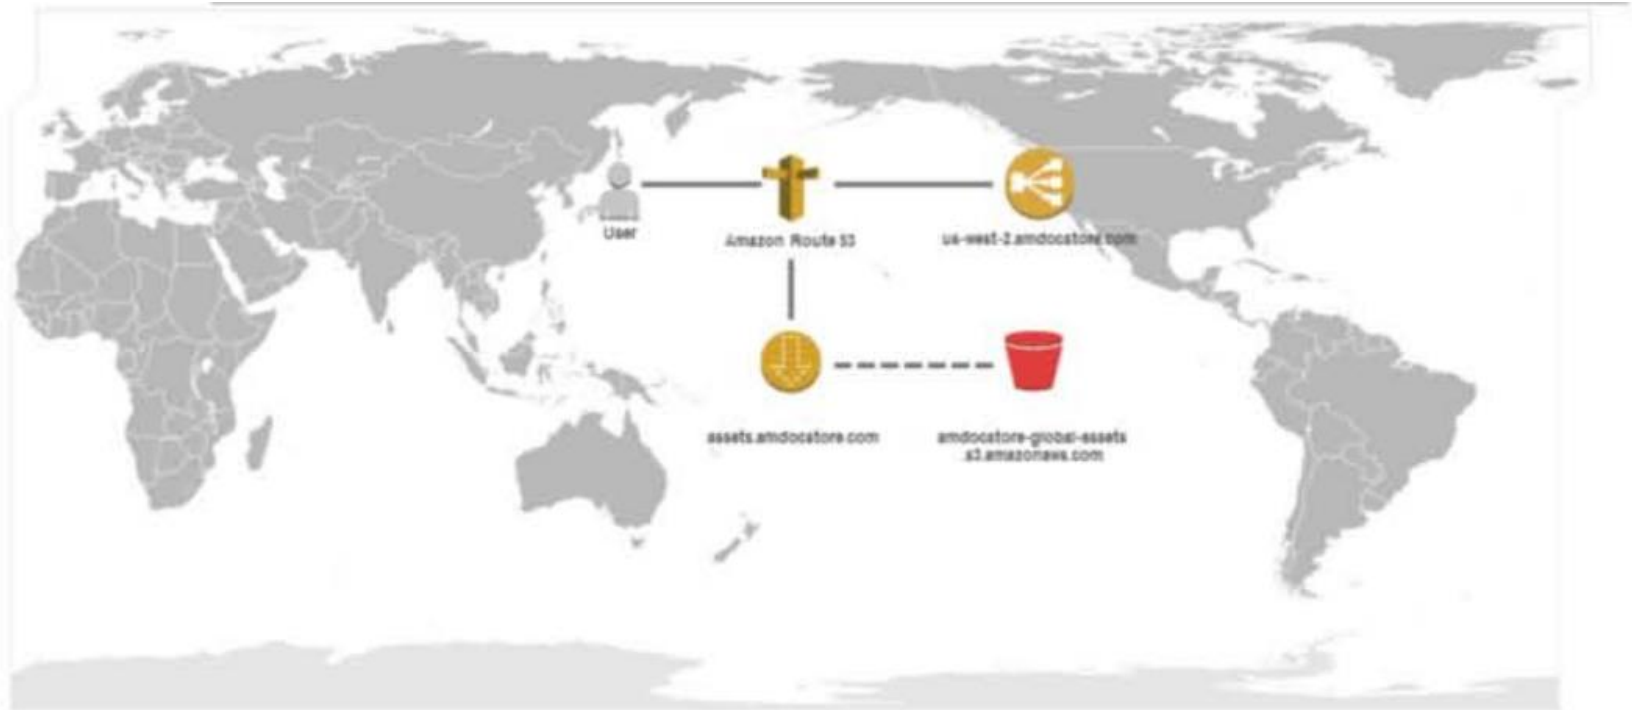 User
Amazon Route 53
us-west-2.amdocstore.com
assets.amdocstore.com
amdocstore-global-assets
.s3.amazonaws.com